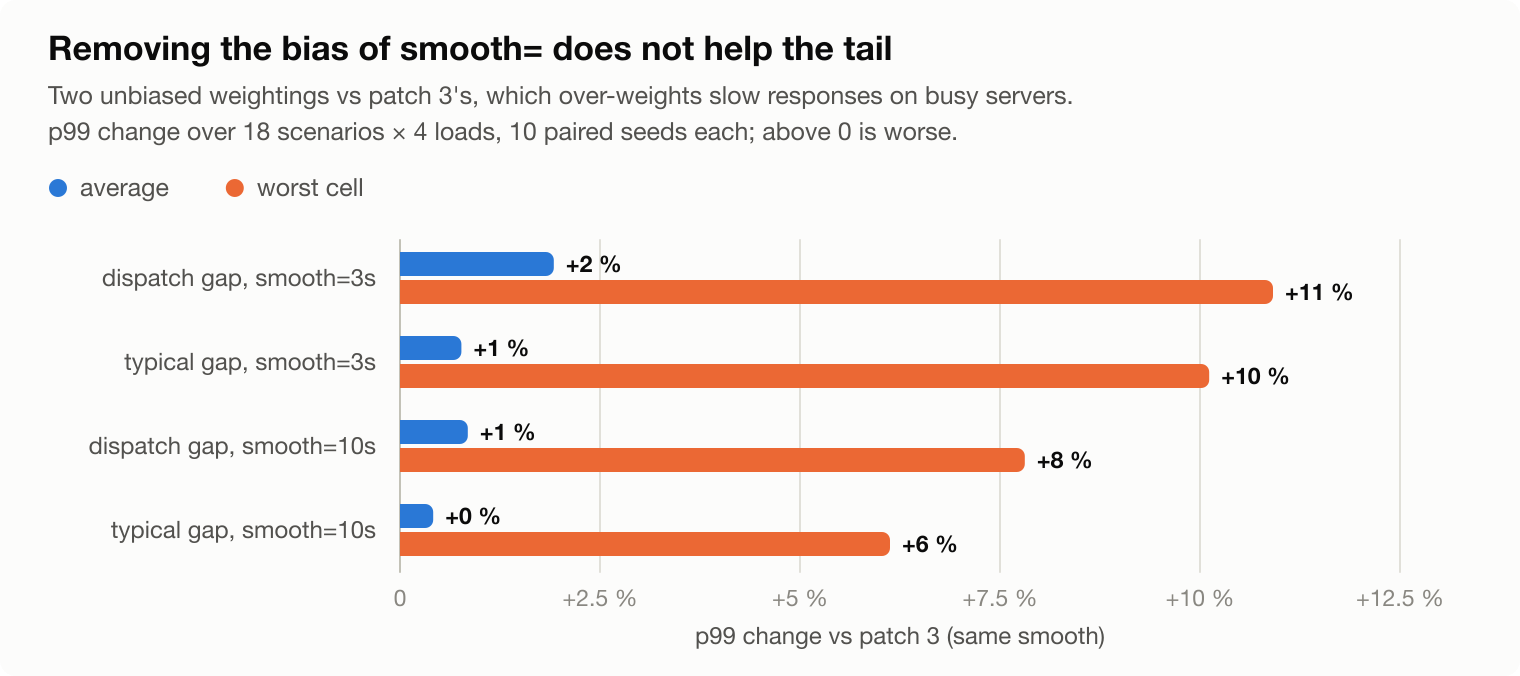 Removing the bias of smooth= does not help the tail
Two unbiased weightings vs patch 3's, which over-weights slow responses on busy servers.
p99 change over 18 scenarios × 4 loads, 10 paired seeds each; above 0 is worse.
average
worst cell
dispatch gap, smooth=3s
+2 %
+11 %
typical gap, smooth=3s
+1 %
+10 %
dispatch gap, smooth=10s
+1 %
+8 %
typical gap, smooth=10s
+0 %
+6 %
0
+2.5 %
+5 %
+7.5 %
+10 %
+12.5 %
p99 change vs patch 3 (same smooth)